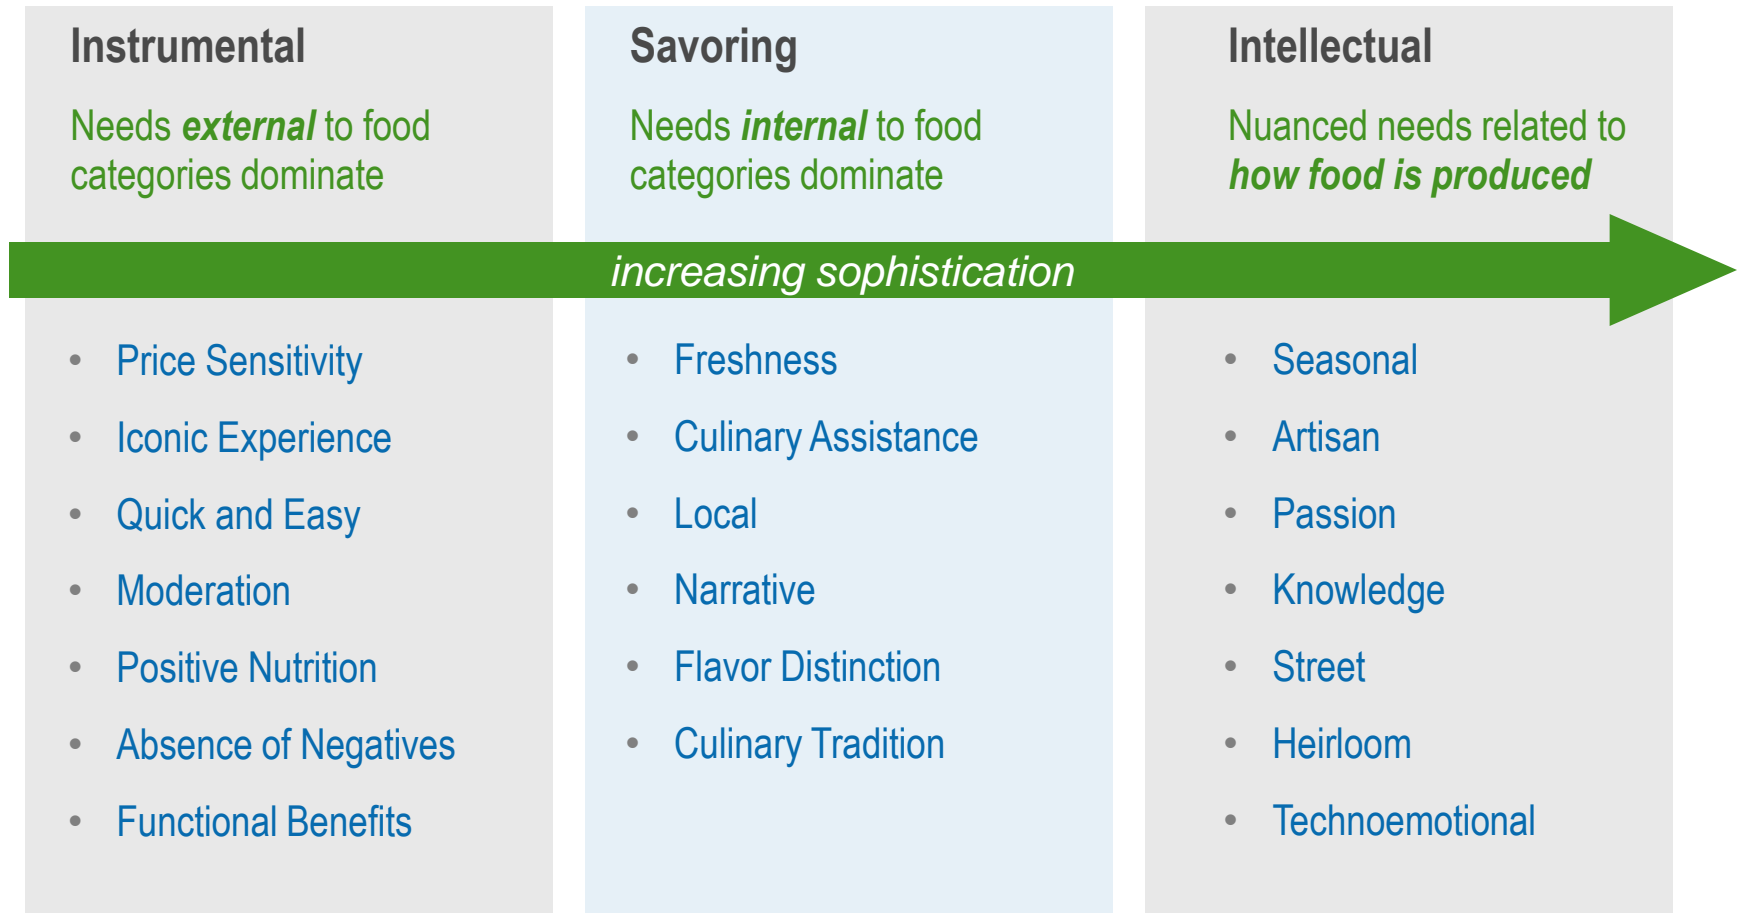 Instrumental
Needs external to food
categories dominate
Savoring
Needs internal to food
categories dominate
Intellectual
Nuanced needs related to
how food is produced
increasing sophistication
• Price Sensitivity
• Iconic Experience
• Quick and Easy
• Moderation
• Positive Nutrition
• Absence of Negatives
• Functional Benefits
• Freshness
• Culinary Assistance
• Local
• Narrative
• Flavor Distinction
• Culinary Tradition
• Seasonal
• Artisan
• Passion
• Knowledge
• Street
• Heirloom
• Technoemotional